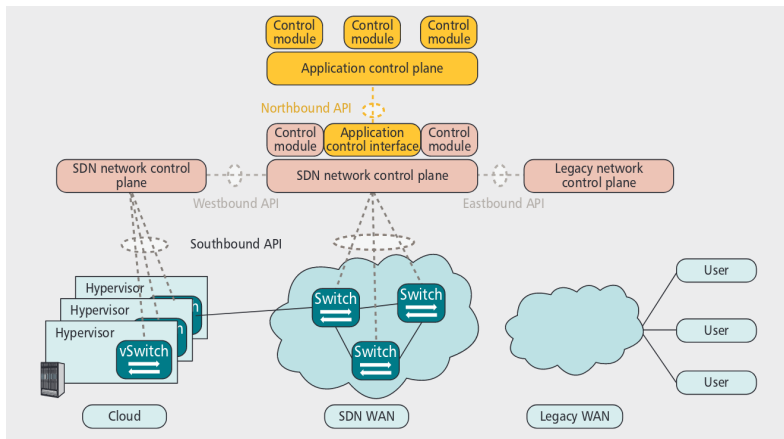 Control
module
Control
module
Control
module
Application control plane
Northbound API
Control
module
Application
control interface
Control
module
SDN network control
plane
SDN network control plane
Legacy network
control plane
Westbound API
Eastbound API
Southbound API
Hypervisor
Hypervisor
Hypervisor
vSwitch
Switch
Switch
Switch
User
User
User
Cloud
SDN WAN
Legacy WAN